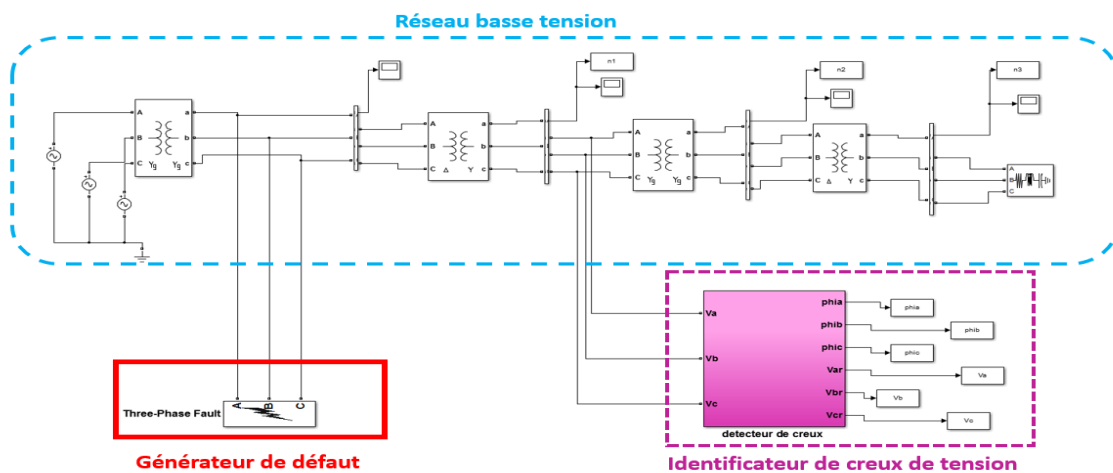 Réseau basse tension
n1
n2
n3
A
B
C
a
b
c
Yg
Yg
A
B
C
a
b
c
Δ
Y
A
B
C
a
b
c
Yg
Yg
A
B
C
a
b
c
Δ
Y
A
B
C
Va
Vb
Vc
phia
phib
phic
Var
Vbr
Vcr
phia
phib
phic
Va
Vb
detecteur de creux
A
B
C
Three-Phase Fault
Générateur de défaut
Identificateur de creux de tension